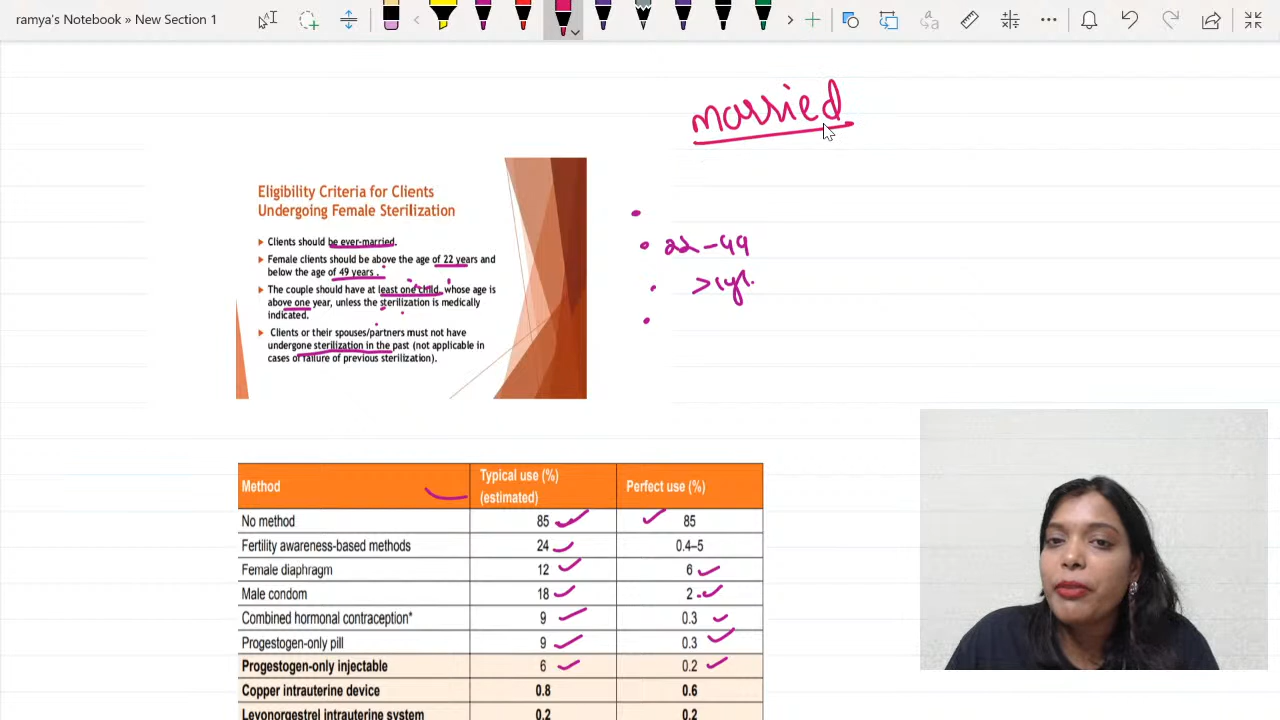 ramya's Notebook » New Section 1
married
Eligibility Criteria for Clients
Undergoing Female Sterilization
Clients should be ever-married.
Female clients should be above the age of 22 years and
below the age of 49 years .
The couple should have at least one child, whose age is
above one year, unless the sterilization is medically
indicated.
Clients or their spouses/partners must not have
undergone sterilization in the past (not applicable in
cases of failure of previous sterilization).
22-49
>1yr.
Method Typical use (%) (estimated) Perfect use (%)
No method 85 85
Fertility awareness-based methods 24 0.4–5
Female diaphragm 12 6
Male condom 18 2
Combined hormonal contraception* 9 0.3
Progestogen-only pill 9 0.3
Progestogen-only injectable 6 0.2
Copper intrauterine device 0.8 0.6
Levonorgestrel intrauterine system 0.2 0.2